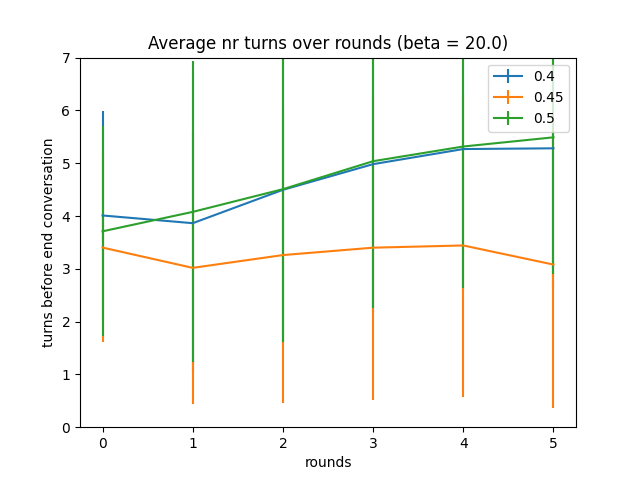 Average nr turns over rounds (beta = 20.0)
7
6
5
4
3
2
1
0
turns before end conversation
0.4
0.45
0.5
0 1 2 3 4 5
rounds